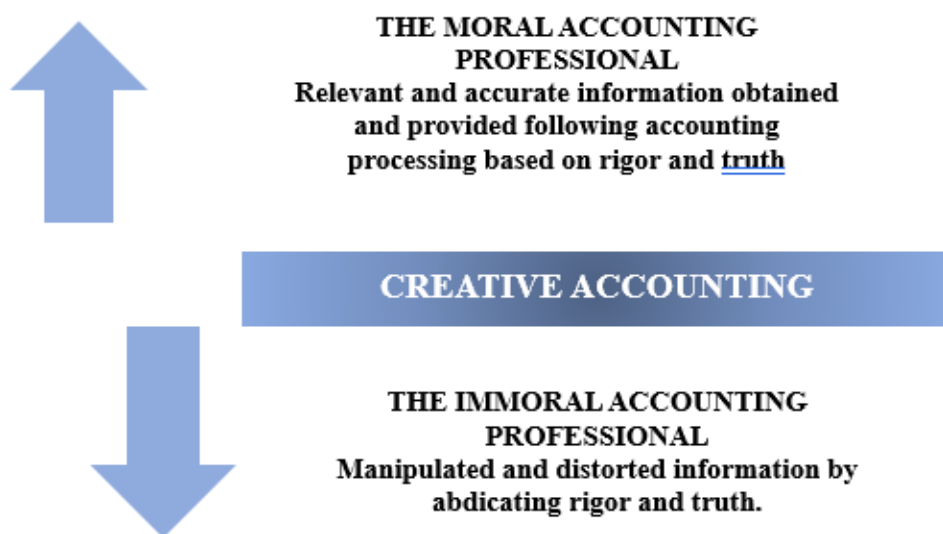 THE MORAL ACCOUNTING
PROFESSIONAL
Relevant and accurate information obtained
and provided following accounting
processing based on rigor and truth
CREATIVE ACCOUNTING
THE IMMORAL ACCOUNTING
PROFESSIONAL
Manipulated and distorted information by
abdicating rigor and truth.